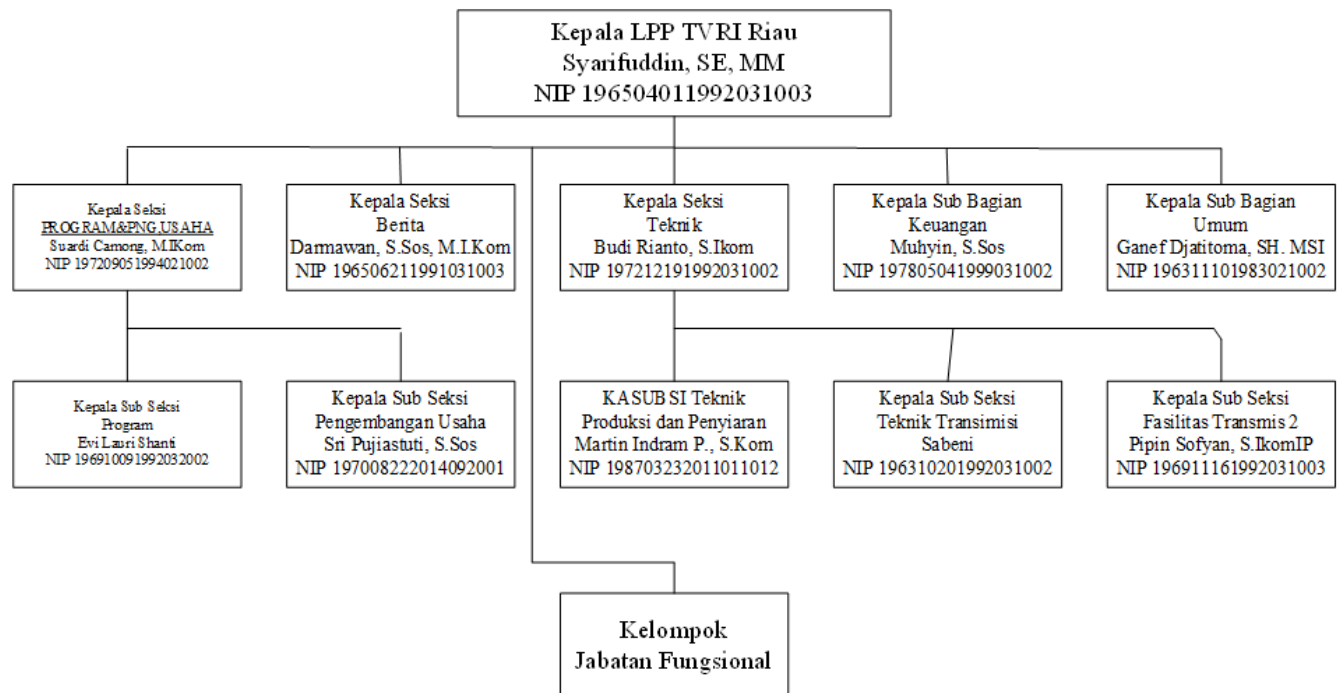 Kepala LPP TVRI Riau
Syarifuddin, SE, MM
NIP 196504011992031003
Kepala Seksi
PROGRAM&PNG,USAHA
Suardi Camong, M.IKom
NIP 197209051994021002
Kepala Seksi
Berita
Darmawan, S.Sos, M.I.Kom
NIP 196506211991031003
Kepala Seksi
Teknik
Budi Rianto, S.Ikom
NIP 197212191992031002
Kepala Sub Bagian
Keuangan
Muhyin, S.Sos
NIP 197805041999031002
Kepala Sub Bagian
Umum
Ganef Djatitoma, SH. MSI
NIP 196311101983021002
Kepala Sub Seksi
Program
Evi Lauri Shanti
NIP 196910091992032002
Kepala Sub Seksi
Pengembangan Usaha
Sri Pujiastuti, S.Sos
NIP 197008222014092001
KASUBSI Teknik
Produksi dan Penyiaran
Martin Indram P., S.Kom
NIP 198703232011011012
Kepala Sub Seksi
Teknik Transimisi
Sabeni
NIP 196310201992031002
Kepala Sub Seksi
Fasilitas Transmis 2
Pipin Sofyan, S.IkomIP
NIP 196911161992031003
Kelompok
Jabatan Fungsional